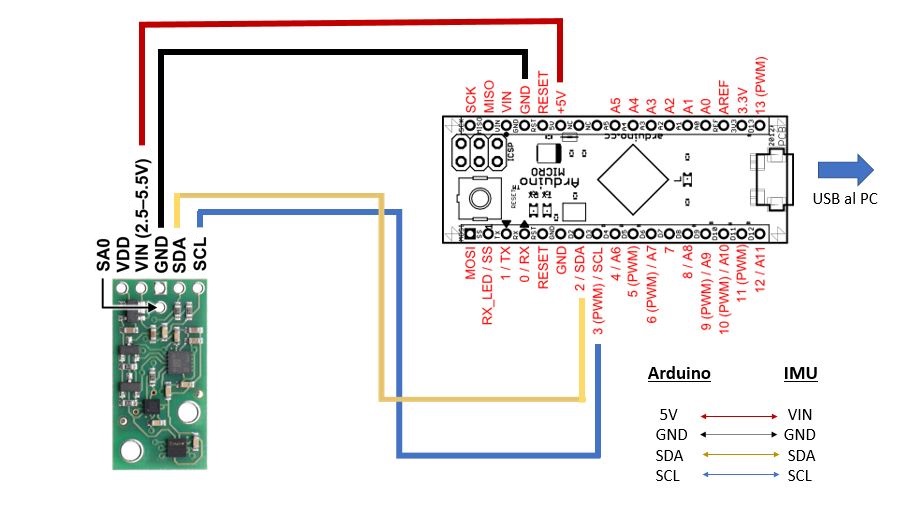 SCK
MISO
VIN
GND
RESET
+5V
A5
A4
A3
A2
A1
A0
AREF
3.3V
13 (PWM)
ICSP
Arduino
MICRO
RESET
L
PCB
USB al PC
SA0
VDD
VIN (2.5–5.5V)
GND
SDA
SCL
MOSI
RX_LED / SS
1 / TX
0 / RX
RESET
GND
2 / SDA
3 (PWM) / SCL
4 / A6
5 (PWM)
6 (PWM) / A7
7
8 / A8
9 (PWM) / A9
10 (PWM) / A10
11 (PWM)
12 / A11
Arduino IMU
5V VIN
GND GND
SDA SDA
SCL SCL